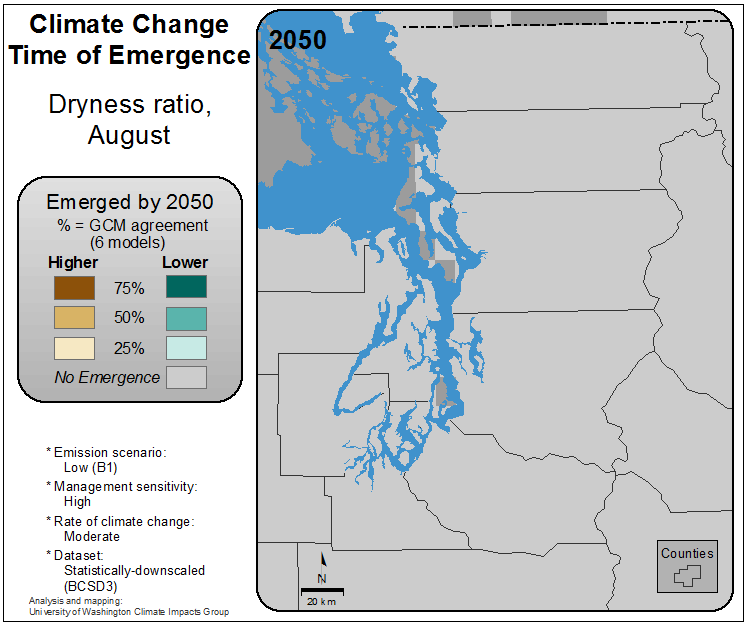 Climate Change
Time of Emergence
Dryness ratio,
August
Emerged by 2050
% = GCM agreement
(6 models)
Higher Lower
75%
50%
25%
No Emergence
* Emission scenario:
Low (B1)
* Management sensitivity:
High
* Rate of climate change:
Moderate
* Dataset:
Statistically-downscaled
(BCSD3)
Analysis and mapping:
University of Washington Climate Impacts Group
2050
N
20 km
Counties